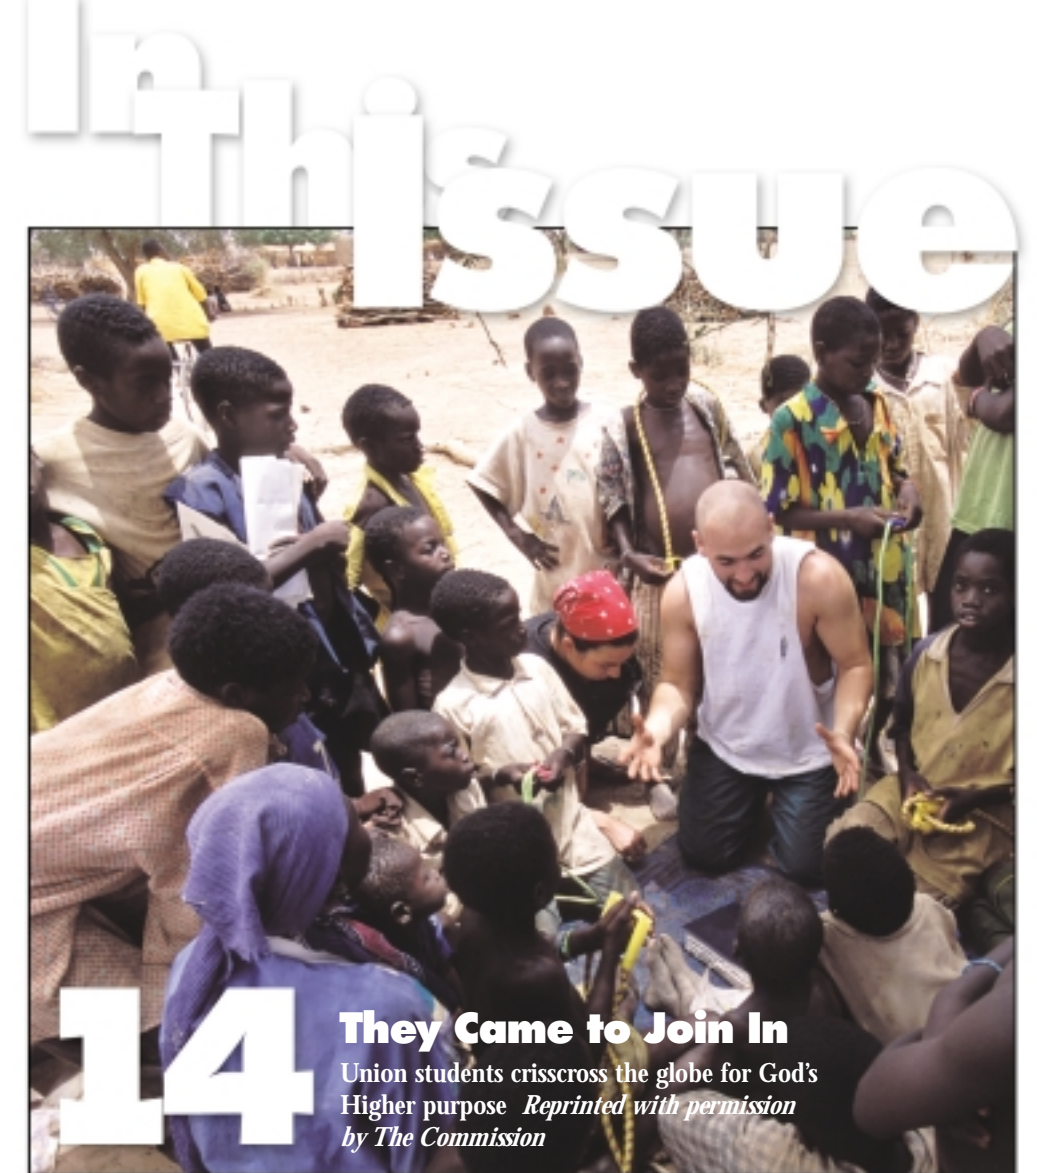 In
This
Issue
14
They Came to Join In
Union students crisscross the globe for God's
Higher purpose Reprinted with permission
by The Commission